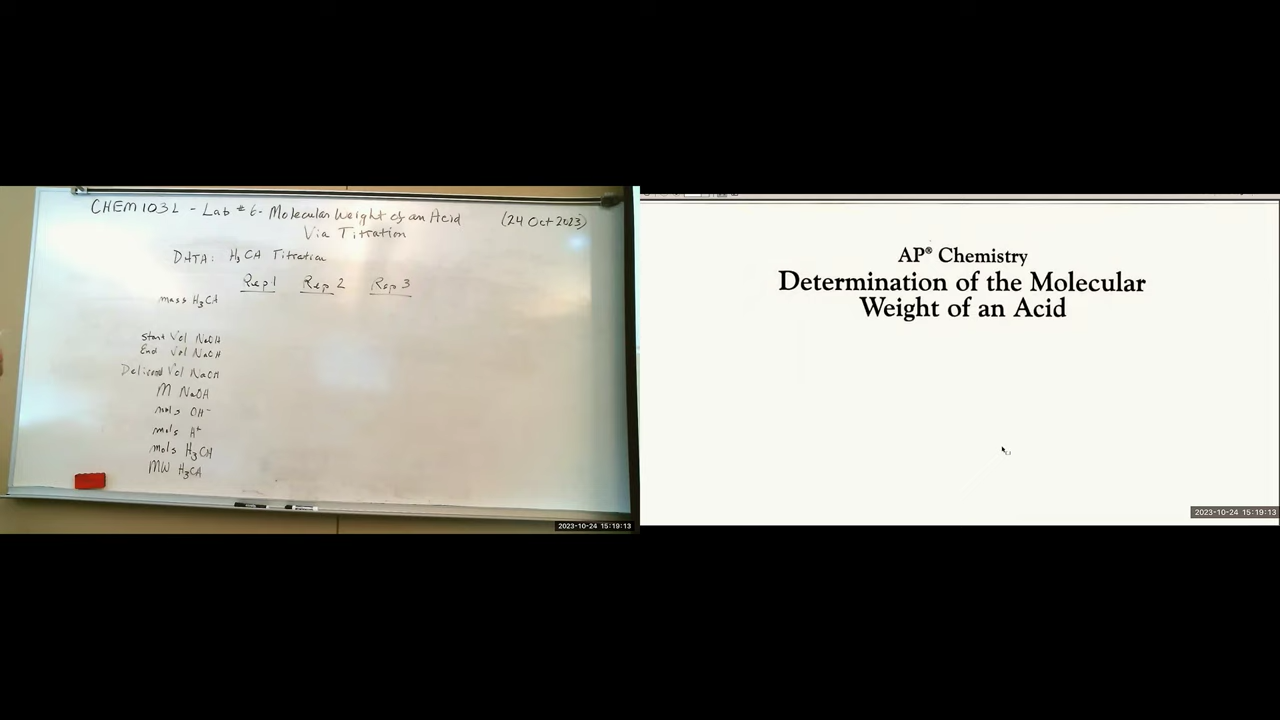 CHEM 103L - Lab # 6 - Molecular Weight of an Acid (24 Oct 2023)
Via Titration
DATA: H3CA Titration
Rep 1 Rep 2 Rep 3
mass H3CA
Start Vol NaOH
End Vol NaOH
Delivered Vol NaOH
M NaOH
mols OH-
mols H+
mols H3CA
MW H3CA
2023-10-24 15:19:13
AP® Chemistry
Determination of the Molecular
Weight of an Acid
2023-10-24 15:19:13